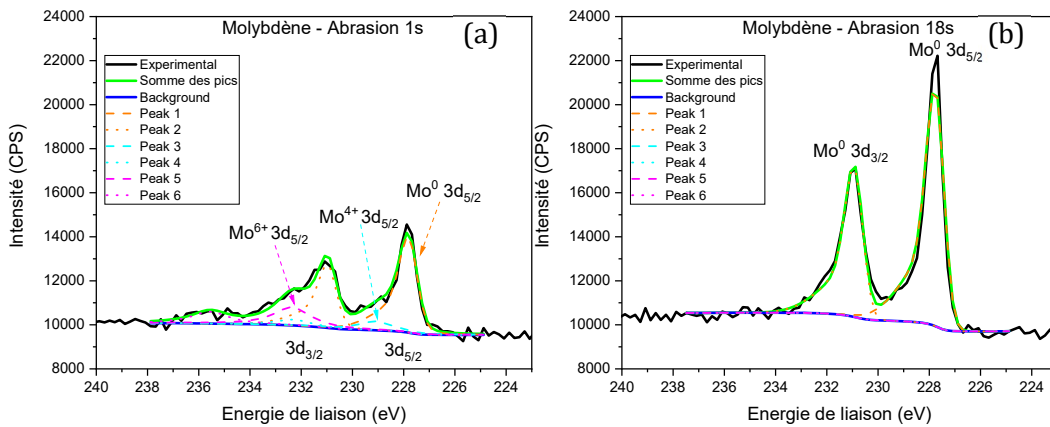 Molybdène - Abrasion 1s
(a)
Experimental
Somme des pics
Background
Peak 1
Peak 2
Peak 3
Peak 4
Peak 5
Peak 6
Mo6+ 3d5/2
Mo4+ 3d5/2
Mo0 3d5/2
3d3/2
3d5/2
24000
22000
20000
18000
16000
14000
12000
10000
8000
Intensité (CPS)
240 238 236 234 232 230 228 226 224
Energie de liaison (eV)
Molybdène - Abrasion 18s
(b)
Mo0 3d5/2
Experimental
Somme des pics
Background
Peak 1
Peak 2
Peak 3
Peak 4
Peak 5
Peak 6
Mo0 3d3/2
24000
22000
20000
18000
16000
14000
12000
10000
8000
Intensité (CPS)
240 238 236 234 232 230 228 226 224
Energie de liaison (eV)